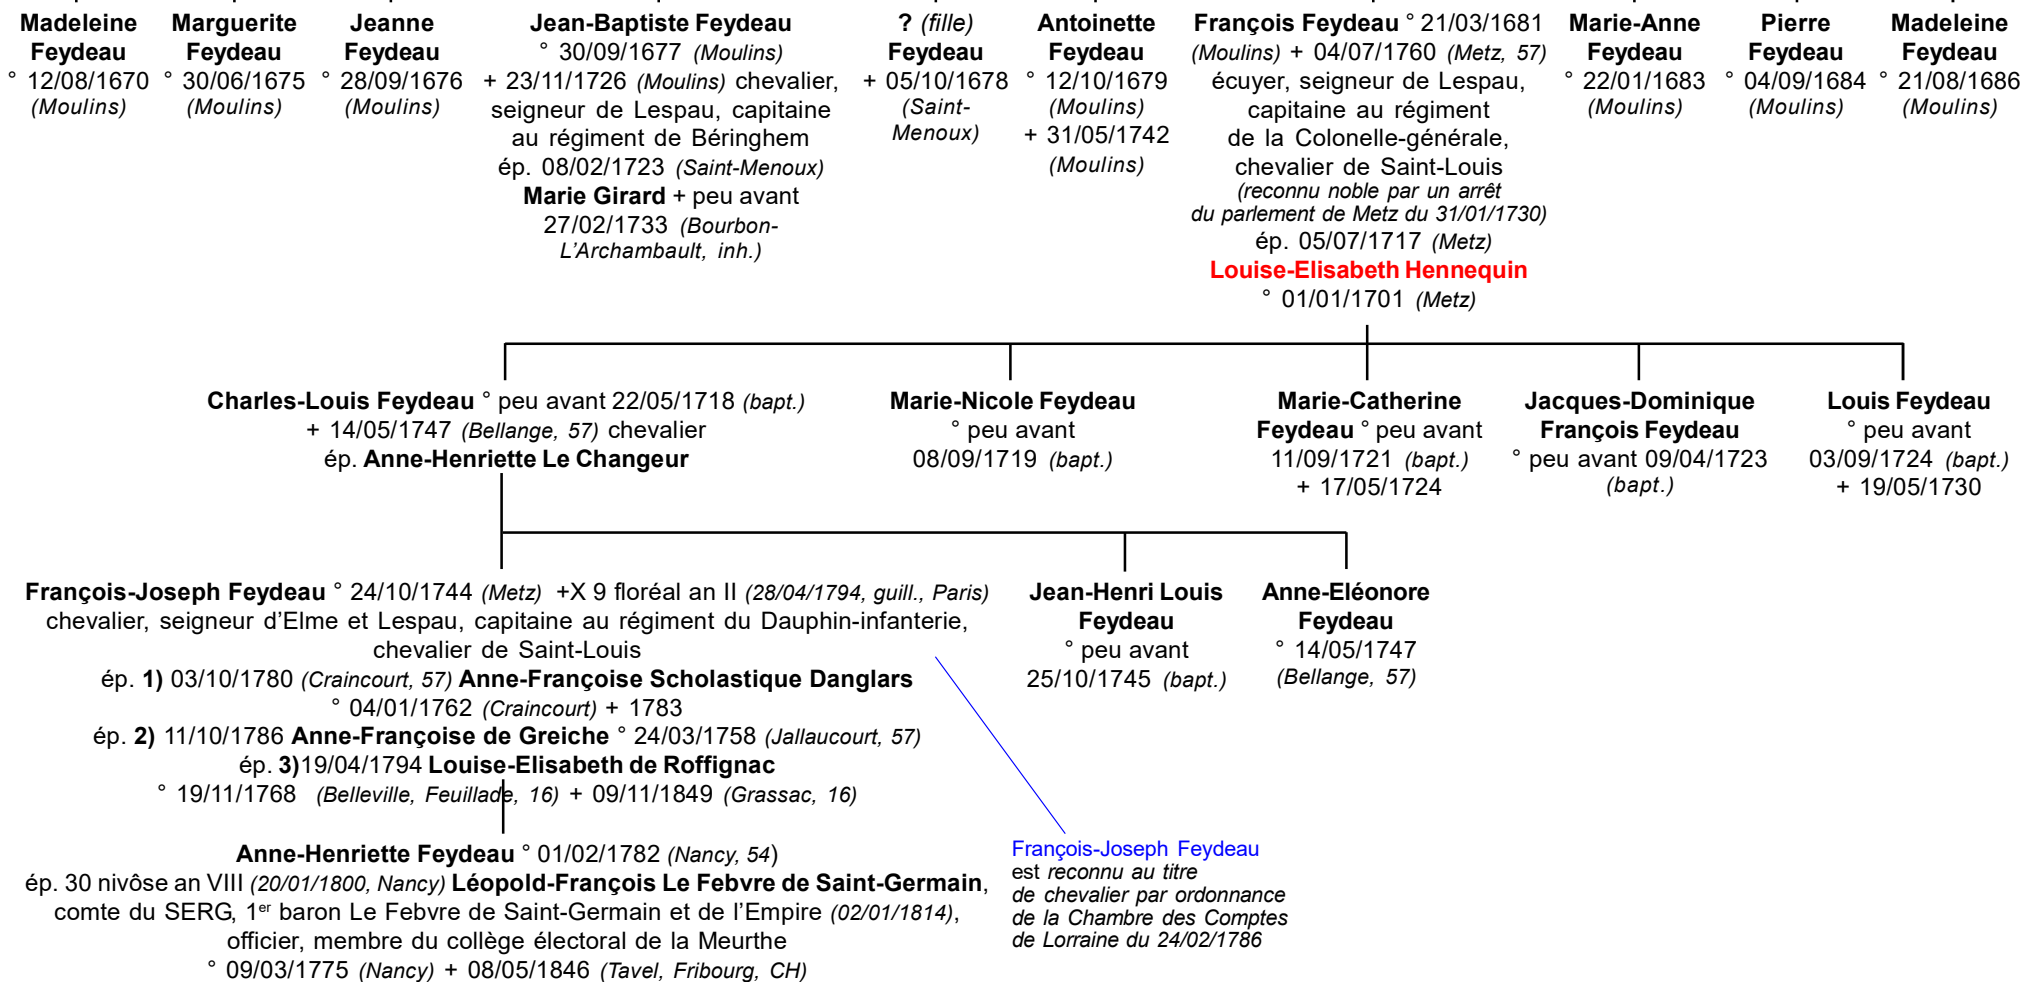 Madeleine
Feydeau
° 12/08/1670
(Moulins)
Marguerite
Feydeau
° 30/06/1675
(Moulins)
Jeanne
Feydeau
° 28/09/1676
(Moulins)
Jean-Baptiste Feydeau
° 30/09/1677 (Moulins)
+ 23/11/1726 (Moulins) chevalier,
seigneur de Lespau, capitaine
au régiment de Béringhem
ép. 08/02/1723 (Saint-Menoux)
Marie Girard + peu avant
27/02/1733 (Bourbon-
L'Archambault, inh.)
? (fille)
Feydeau
+ 05/10/1678
(Saint-
Menoux)
Antoinette
Feydeau
° 12/10/1679
(Moulins)
+ 31/05/1742
(Moulins)
François Feydeau ° 21/03/1681
(Moulins) + 04/07/1760 (Metz, 57)
écuyer, seigneur de Lespau,
capitaine au régiment
de la Colonelle-générale,
chevalier de Saint-Louis
(reconnu noble par un arrêt
du parlement de Metz du 31/01/1730)
ép. 05/07/1717 (Metz)
Louise-Elisabeth Hennequin
° 01/01/1701 (Metz)
Marie-Anne
Feydeau
° 22/01/1683
(Moulins)
Pierre
Feydeau
° 04/09/1684
(Moulins)
Madeleine
Feydeau
° 21/08/1686
(Moulins)
Charles-Louis Feydeau ° peu avant 22/05/1718 (bapt.)
+ 14/05/1747 (Bellange, 57) chevalier
ép. Anne-Henriette Le Changeur
Marie-Nicole Feydeau
° peu avant
08/09/1719 (bapt.)
Marie-Catherine
Feydeau ° peu avant
11/09/1721 (bapt.)
+ 17/05/1724
Jacques-Dominique
François Feydeau
° peu avant 09/04/1723
(bapt.)
Louis Feydeau
° peu avant
03/09/1724 (bapt.)
+ 19/05/1730
François-Joseph Feydeau ° 24/10/1744 (Metz) +X 9 floréal an II (28/04/1794, guill., Paris)
chevalier, seigneur d'Elme et Lespau, capitaine au régiment du Dauphin-infanterie,
chevalier de Saint-Louis
ép. 1) 03/10/1780 (Craincourt, 57) Anne-Françoise Scholastique Danglars
° 04/01/1762 (Craincourt) + 1783
ép. 2) 11/10/1786 Anne-Françoise de Greiche ° 24/03/1758 (Jallaucourt, 57)
ép. 3)19/04/1794 Louise-Elisabeth de Roffignac
° 19/11/1768 (Belleville, Feuillade, 16) + 09/11/1849 (Grassac, 16)
Jean-Henri Louis
Feydeau
° peu avant
25/10/1745 (bapt.)
Anne-Eléonore
Feydeau
° 14/05/1747
(Bellange, 57)
Anne-Henriette Feydeau ° 01/02/1782 (Nancy, 54)
ép. 30 nivôse an VIII (20/01/1800, Nancy) Léopold-François Le Febvre de Saint-Germain,
comte du SERG, 1er baron Le Febvre de Saint-Germain et de l'Empire (02/01/1814),
officier, membre du collège électoral de la Meurthe
° 09/03/1775 (Nancy) + 08/05/1846 (Tavel, Fribourg, CH)
François-Joseph Feydeau
est reconnu au titre
de chevalier par ordonnance
de la Chambre des Comptes
de Lorraine du 24/02/1786